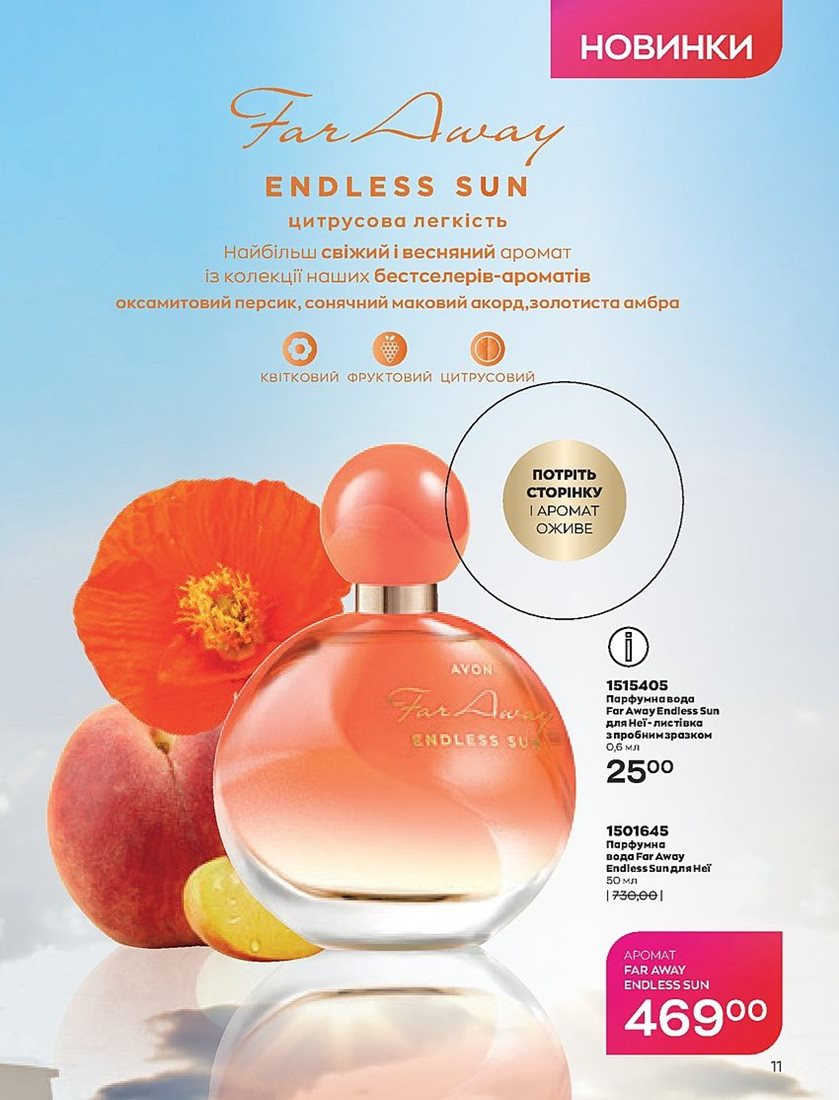 НОВИНКИ
Far Away
ENDLESS SUN
цитрусова легкість
Найбільш свіжий і весняний аромат
із колекції наших бестселерів-ароматів
оксамитовий персик, сонячний маковий акорд,золотиста амбра
КВІТКОВИЙ ФРУКТОВИЙ ЦИТРУСОВИЙ
ПОТРІТЬ
СТОРІНКУ
І АРОМАТ
ОЖИВЕ
AVON
Far Away
ENDLESS SUN
1515405
Парфумна вода
Far Away Endless Sun
для Неї - листівка
з пробним зразком
0,6 мл
25⁰⁰
1501645
Парфумна
вода Far Away
Endless Sun для Неї
50 мл
| 730,00 |
АРОМАТ
FAR AWAY
ENDLESS SUN
469⁰⁰
11